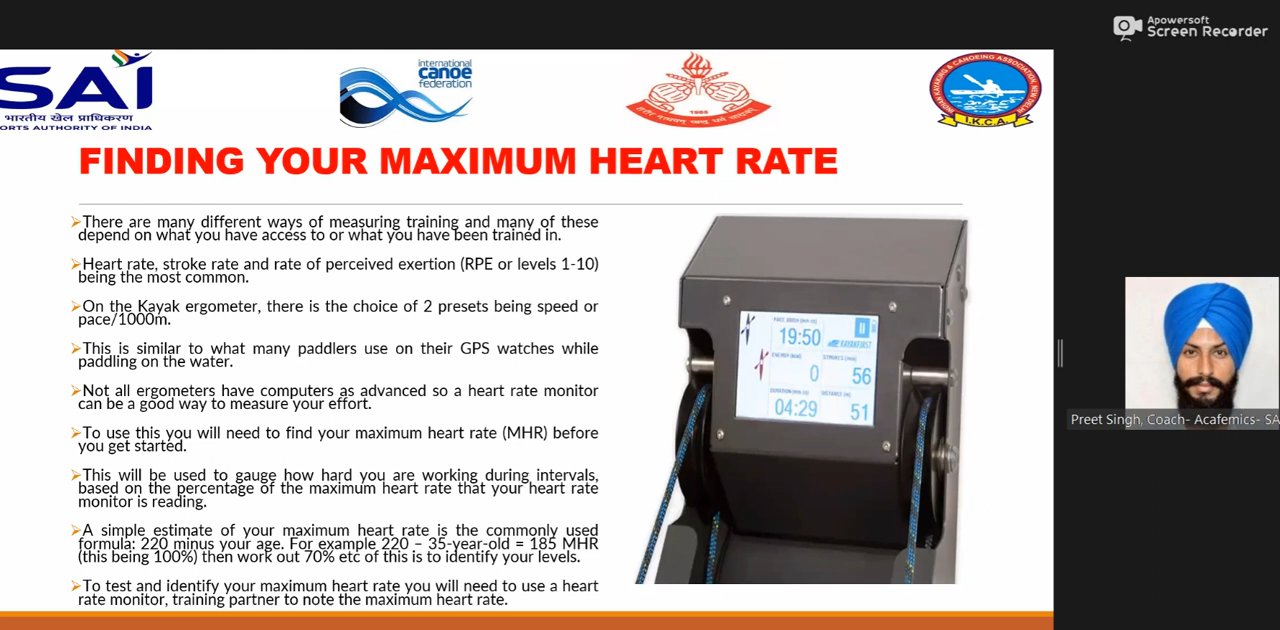 Apowersoft
Screen Recorder
SAI
भारतीय खेल प्राधिकरण
ORTS AUTHORITY OF INDIA
international
canoe
federation
1985
INDIAN KAYAKING & CANOEING ASSOCIATION, NEW DELHI
I.K.C.A.
FINDING YOUR MAXIMUM HEART RATE
➢There are many different ways of measuring training and many of these
depend on what you have access to or what you have been trained in.
➢Heart rate, stroke rate and rate of perceived exertion (RPE or levels 1-10)
being the most common.
➢On the Kayak ergometer, there is the choice of 2 presets being speed or
pace/1000m.
➢This is similar to what many paddlers use on their GPS watches while
paddling on the water.
➢Not all ergometers have computers as advanced so a heart rate monitor
can be a good way to measure your effort.
➢To use this you will need to find your maximum heart rate (MHR) before
you get started.
➢This will be used to gauge how hard you are working during intervals,
based on the percentage of the maximum heart rate that your heart rate
monitor is reading.
➢A simple estimate of your maximum heart rate is the commonly used
formula: 220 minus your age. For example 220 – 35-year-old = 185 MHR
(this being 100%) then work out 70% etc of this to identify your levels.
➢To test and identify your maximum heart rate you will need to use a heart
rate monitor, training partner to note the maximum heart rate.
19:50
KAYAKFIRST
0
56
04:29
51
Preet Singh, Coach- Acafemics- SA